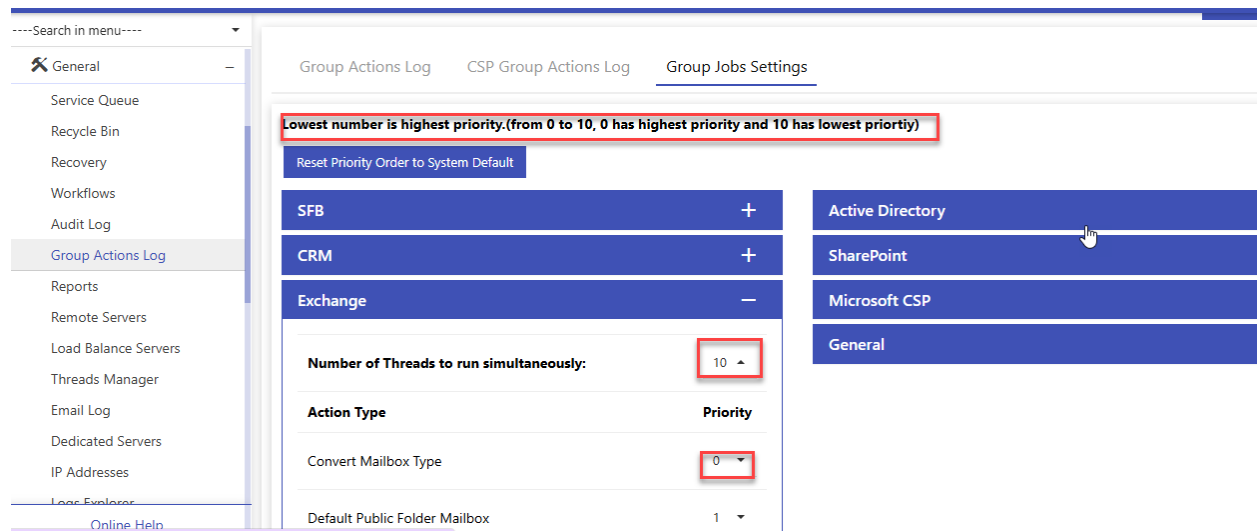 ----Search in menu----
General
Service Queue
Recycle Bin
Recovery
Workflows
Audit Log
Group Actions Log
Reports
Remote Servers
Load Balance Servers
Threads Manager
Email Log
Dedicated Servers
IP Addresses
Logs Explorer
Online Help
Group Actions Log CSP Group Actions Log Group Jobs Settings
Lowest number is highest priority.(from 0 to 10, 0 has highest priority and 10 has lowest priortiy)
Reset Priority Order to System Default
SFB
CRM
Exchange
Number of Threads to run simultaneously: 10
Action Type Priority
Convert Mailbox Type 0
Default Public Folder Mailbox 1
Active Directory
SharePoint
Microsoft CSP
General